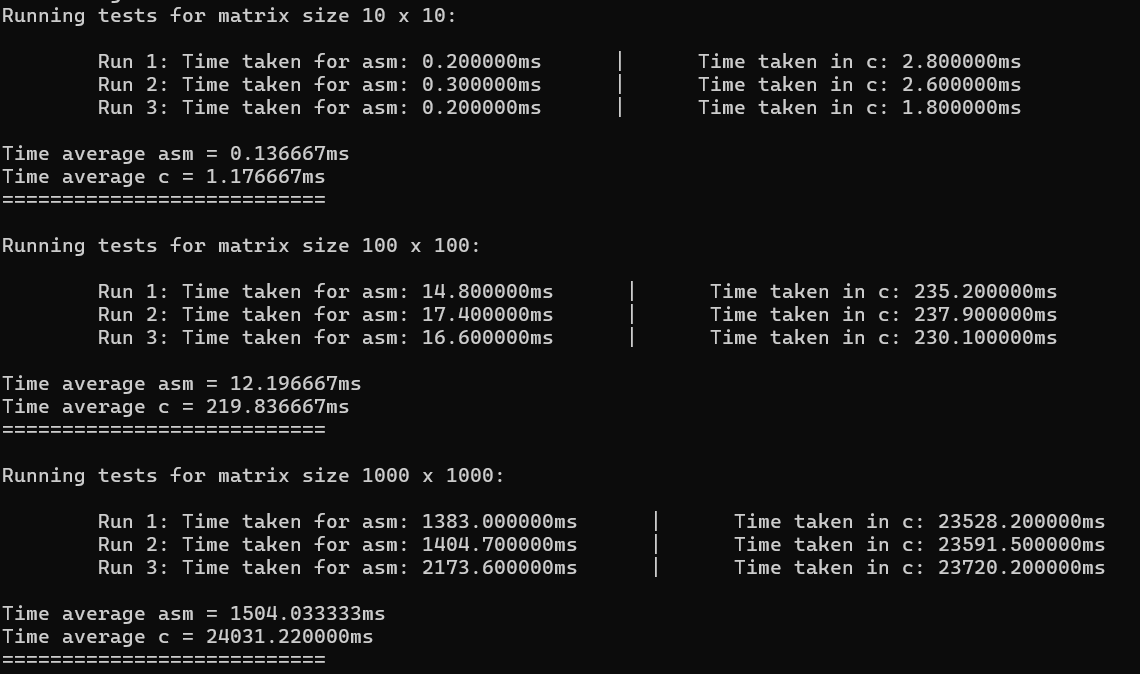 Running tests for matrix size 10 x 10:
Run 1: Time taken for asm: 0.200000ms | Time taken in c: 2.800000ms
Run 2: Time taken for asm: 0.300000ms | Time taken in c: 2.600000ms
Run 3: Time taken for asm: 0.200000ms | Time taken in c: 1.800000ms
Time average asm = 0.136667ms
Time average c = 1.176667ms
===========================
Running tests for matrix size 100 x 100:
Run 1: Time taken for asm: 14.800000ms | Time taken in c: 235.200000ms
Run 2: Time taken for asm: 17.400000ms | Time taken in c: 237.900000ms
Run 3: Time taken for asm: 16.600000ms | Time taken in c: 230.100000ms
Time average asm = 12.196667ms
Time average c = 219.836667ms
===========================
Running tests for matrix size 1000 x 1000:
Run 1: Time taken for asm: 1383.000000ms | Time taken in c: 23528.200000ms
Run 2: Time taken for asm: 1404.700000ms | Time taken in c: 23591.500000ms
Run 3: Time taken for asm: 2173.600000ms | Time taken in c: 23720.200000ms
Time average asm = 1504.033333ms
Time average c = 24031.220000ms
===========================